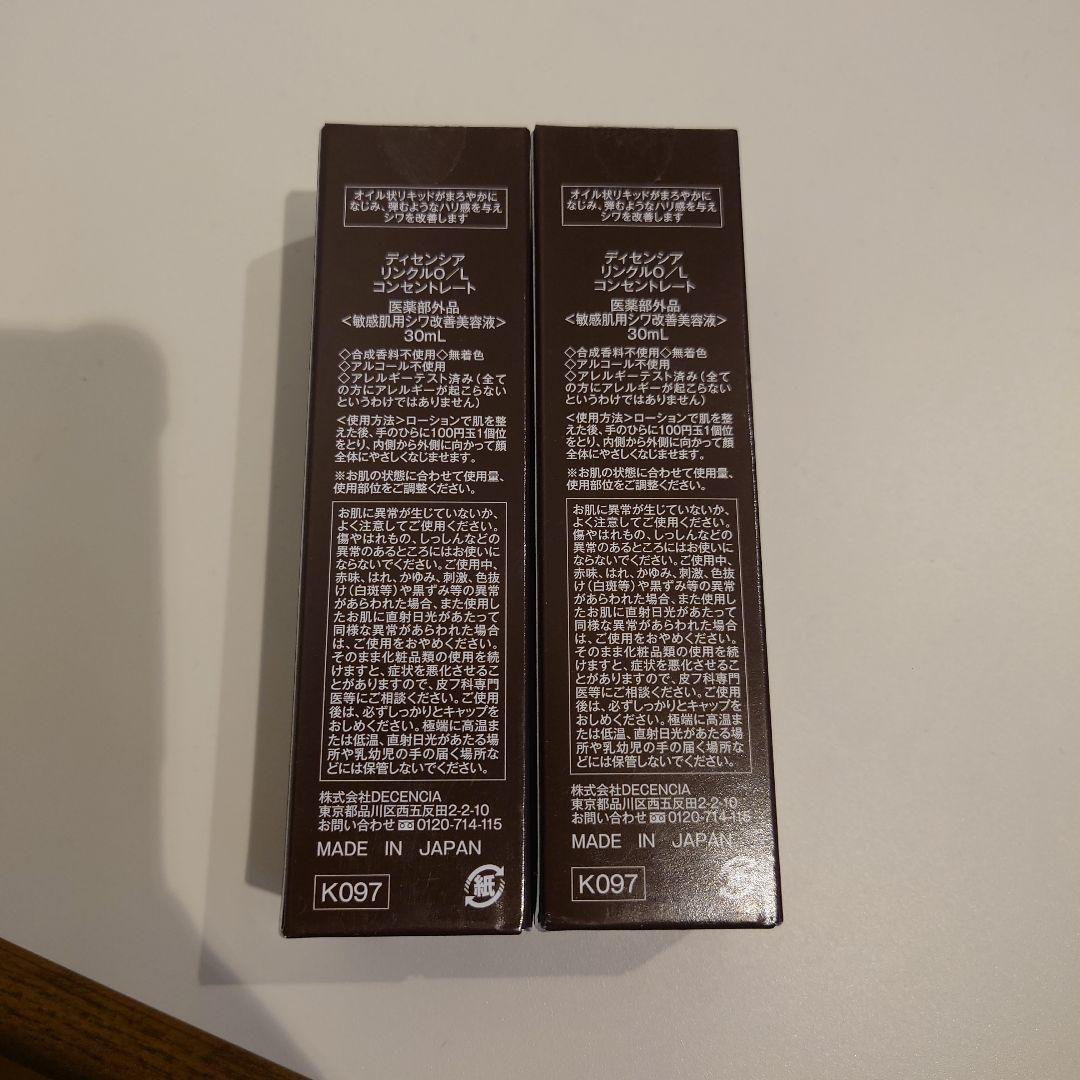 オイル状リキッドがまろやかに
なじみ、弾むようなハリ感を与え
シワを改善します
ディセンシア
リンクルO/L
コンセントレート
医薬部外品
<敏感肌用シワ改善美容液>
30mL
◇合成香料不使用◇無着色
◇アルコール不使用
◇アレルギーテスト済み(全て
の方にアレルギーが起こらない
というわけではありません)
<使用方法>ローションで肌を整
えた後、手のひらに100円玉1個位
をとり、内側から外側に向かって顔
全体にやさしくなじませます。
※お肌の状態に合わせて使用量、
使用部位をご調整ください。
お肌に異常が生じていないか、
よく注意してご使用ください。
傷やはれもの、しっしんなどの
異常のあるところにはお使いに
ならないでください。ご使用中、
赤味、はれ、かゆみ、刺激、色抜
け(白斑等)や黒ずみ等の異常
があらわれた場合、また使用し
たお肌に直射日光があたって
同様な異常があらわれた場合
は、ご使用をおやめください。
そのまま化粧品類の使用を続
けますと、症状を悪化させるこ
とがありますので、皮フ科専門
医等にご相談ください。ご使用
後は、必ずしっかりとキャップを
おしめください。極端に高温ま
たは低温、直射日光があたる場
所や乳幼児の手の届く場所な
どには保管しないでください。
株式会社DECENCIA
東京都品川区西五反田2-2-10
お問い合わせ 0120-714-115
MADE IN JAPAN
K097
紙
オイル状リキッドがまろやかに
なじみ、弾むようなハリ感を与え
シワを改善します
ディセンシア
リンクルO/L
コンセントレート
医薬部外品
<敏感肌用シワ改善美容液>
30mL
◇合成香料不使用◇無着色
◇アルコール不使用
◇アレルギーテスト済み(全て
の方にアレルギーが起こらない
というわけではありません)
<使用方法>ローションで肌を整
えた後、手のひらに100円玉1個位
をとり、内側から外側に向かって顔
全体にやさしくなじませます。
※お肌の状態に合わせて使用量、
使用部位をご調整ください。
お肌に異常が生じていないか、
よく注意してご使用ください。
傷やはれもの、しっしんなどの
異常のあるところにはお使いに
ならないでください。ご使用中、
赤味、はれ、かゆみ、刺激、色抜
け(白斑等)や黒ずみ等の異常
があらわれた場合、また使用し
たお肌に直射日光があたって
同様な異常があらわれた場合
は、ご使用をおやめください。
そのまま化粧品類の使用を続
けますと、症状を悪化させるこ
とがありますので、皮フ科専門
医等にご相談ください。ご使用
後は、必ずしっかりとキャップを
おしめください。極端に高温ま
たは低温、直射日光があたる場
所や乳幼児の手の届く場所な
どには保管しないでください。
株式会社DECENCIA
東京都品川区西五反田2-2-10
お問い合わせ 0120-714-115
MADE IN JAPAN
K097